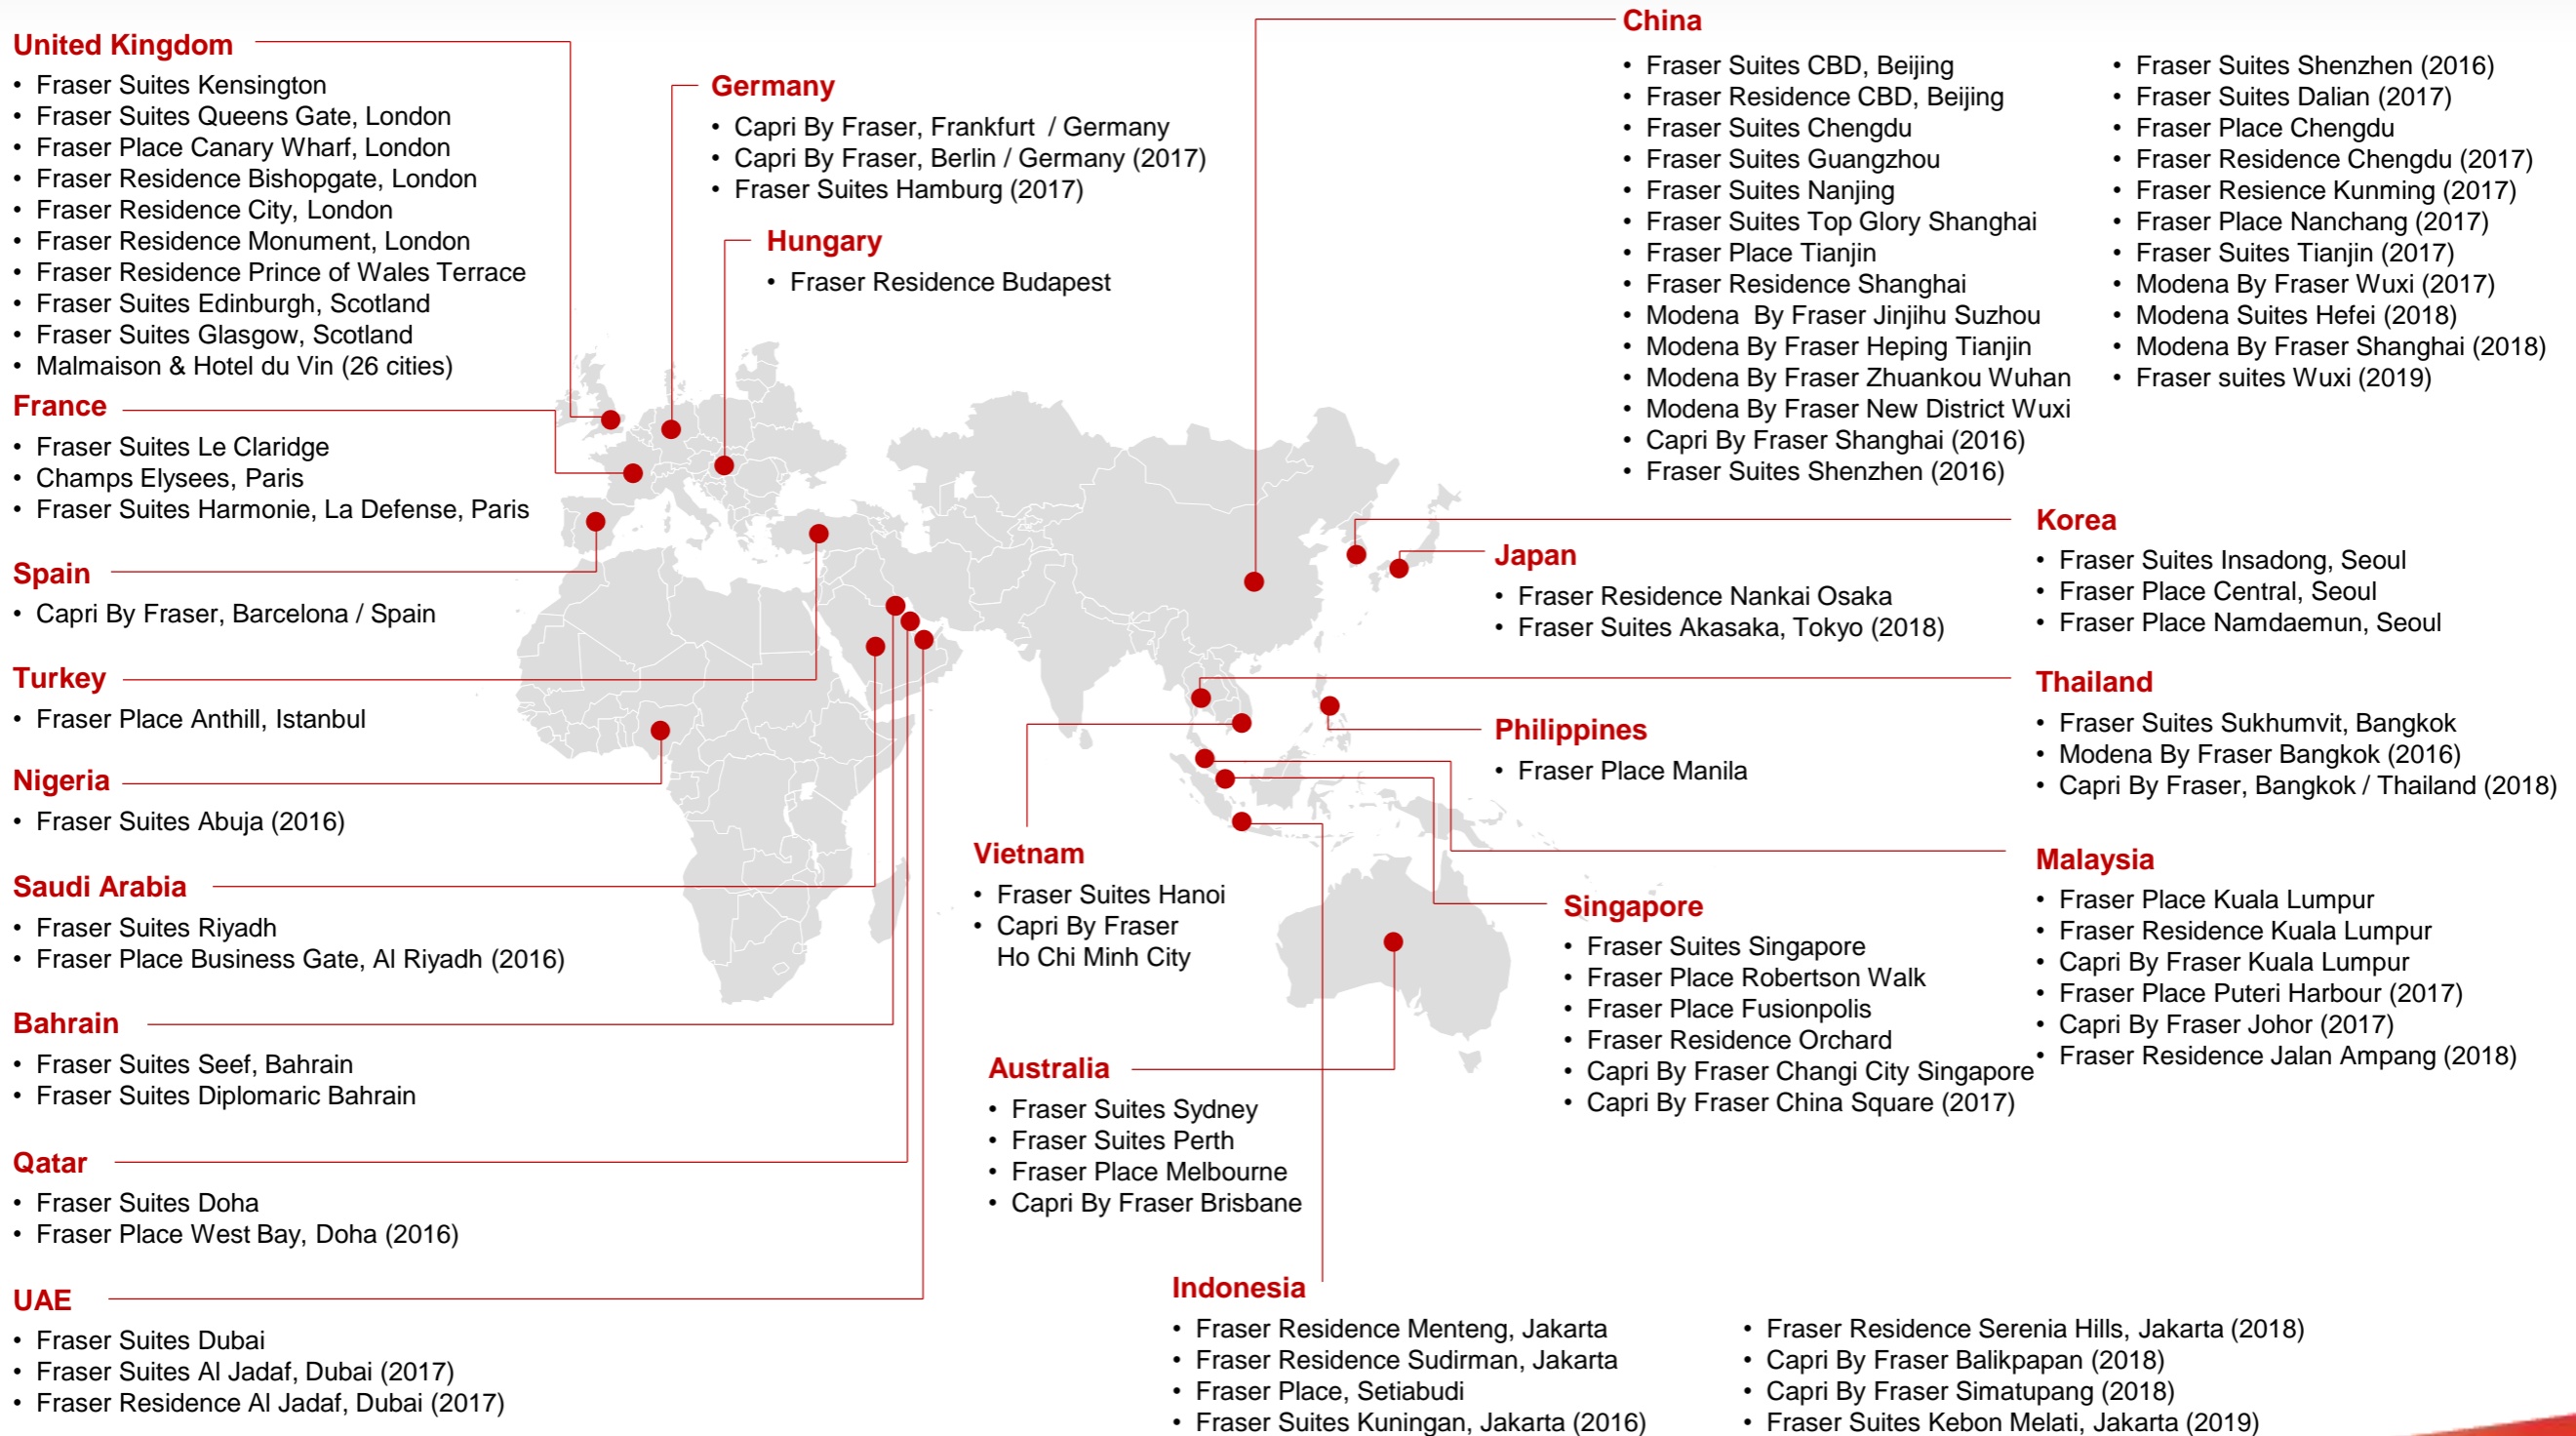 United Kingdom
• Fraser Suites Kensington
• Fraser Suites Queens Gate, London
• Fraser Place Canary Wharf, London
• Fraser Residence Bishopgate, London
• Fraser Residence City, London
• Fraser Residence Monument, London
• Fraser Residence Prince of Wales Terrace
• Fraser Suites Edinburgh, Scotland
• Fraser Suites Glasgow, Scotland
• Malmaison & Hotel du Vin (26 cities)
France
• Fraser Suites Le Claridge
• Champs Elysees, Paris
• Fraser Suites Harmonie, La Defense, Paris
Spain
• Capri By Fraser, Barcelona / Spain
Turkey
• Fraser Place Anthill, Istanbul
Nigeria
• Fraser Suites Abuja (2016)
Saudi Arabia
• Fraser Suites Riyadh
• Fraser Place Business Gate, Al Riyadh (2016)
Bahrain
• Fraser Suites Seef, Bahrain
• Fraser Suites Diplomaric Bahrain
Qatar
• Fraser Suites Doha
• Fraser Place West Bay, Doha (2016)
UAE
• Fraser Suites Dubai
• Fraser Suites Al Jadaf, Dubai (2017)
• Fraser Residence Al Jadaf, Dubai (2017)
Germany
• Capri By Fraser, Frankfurt / Germany
• Capri By Fraser, Berlin / Germany (2017)
• Fraser Suites Hamburg (2017)
Hungary
• Fraser Residence Budapest
China
• Fraser Suites CBD, Beijing
• Fraser Residence CBD, Beijing
• Fraser Suites Chengdu
• Fraser Suites Guangzhou
• Fraser Suites Nanjing
• Fraser Suites Top Glory Shanghai
• Fraser Place Tianjin
• Fraser Residence Shanghai
• Modena By Fraser Jinjihu Suzhou
• Modena By Fraser Heping Tianjin
• Modena By Fraser Zhuankou Wuhan
• Modena By Fraser New District Wuxi
• Capri By Fraser Shanghai (2016)
• Fraser Suites Shenzhen (2016)
• Fraser Suites Shenzhen (2016)
• Fraser Suites Dalian (2017)
• Fraser Place Chengdu
• Fraser Residence Chengdu (2017)
• Fraser Resience Kunming (2017)
• Fraser Place Nanchang (2017)
• Fraser Suites Tianjin (2017)
• Modena By Fraser Wuxi (2017)
• Modena Suites Hefei (2018)
• Modena By Fraser Shanghai (2018)
• Fraser suites Wuxi (2019)
Japan
• Fraser Residence Nankai Osaka
• Fraser Suites Akasaka, Tokyo (2018)
Korea
• Fraser Suites Insadong, Seoul
• Fraser Place Central, Seoul
• Fraser Place Namdaemun, Seoul
Thailand
• Fraser Suites Sukhumvit, Bangkok
• Modena By Fraser Bangkok (2016)
• Capri By Fraser, Bangkok / Thailand (2018)
Philippines
• Fraser Place Manila
Vietnam
• Fraser Suites Hanoi
• Capri By Fraser
Ho Chi Minh City
Malaysia
• Fraser Place Kuala Lumpur
• Fraser Residence Kuala Lumpur
• Capri By Fraser Kuala Lumpur
• Fraser Place Puteri Harbour (2017)
• Capri By Fraser Johor (2017)
• Fraser Residence Jalan Ampang (2018)
Singapore
• Fraser Suites Singapore
• Fraser Place Robertson Walk
• Fraser Place Fusionpolis
• Fraser Residence Orchard
• Capri By Fraser Changi City Singapore
• Capri By Fraser China Square (2017)
Australia
• Fraser Suites Sydney
• Fraser Suites Perth
• Fraser Place Melbourne
• Capri By Fraser Brisbane
Indonesia
• Fraser Residence Menteng, Jakarta
• Fraser Residence Sudirman, Jakarta
• Fraser Place, Setiabudi
• Fraser Suites Kuningan, Jakarta (2016)
• Fraser Residence Serenia Hills, Jakarta (2018)
• Capri By Fraser Balikpapan (2018)
• Capri By Fraser Simatupang (2018)
• Fraser Suites Kebon Melati, Jakarta (2019)